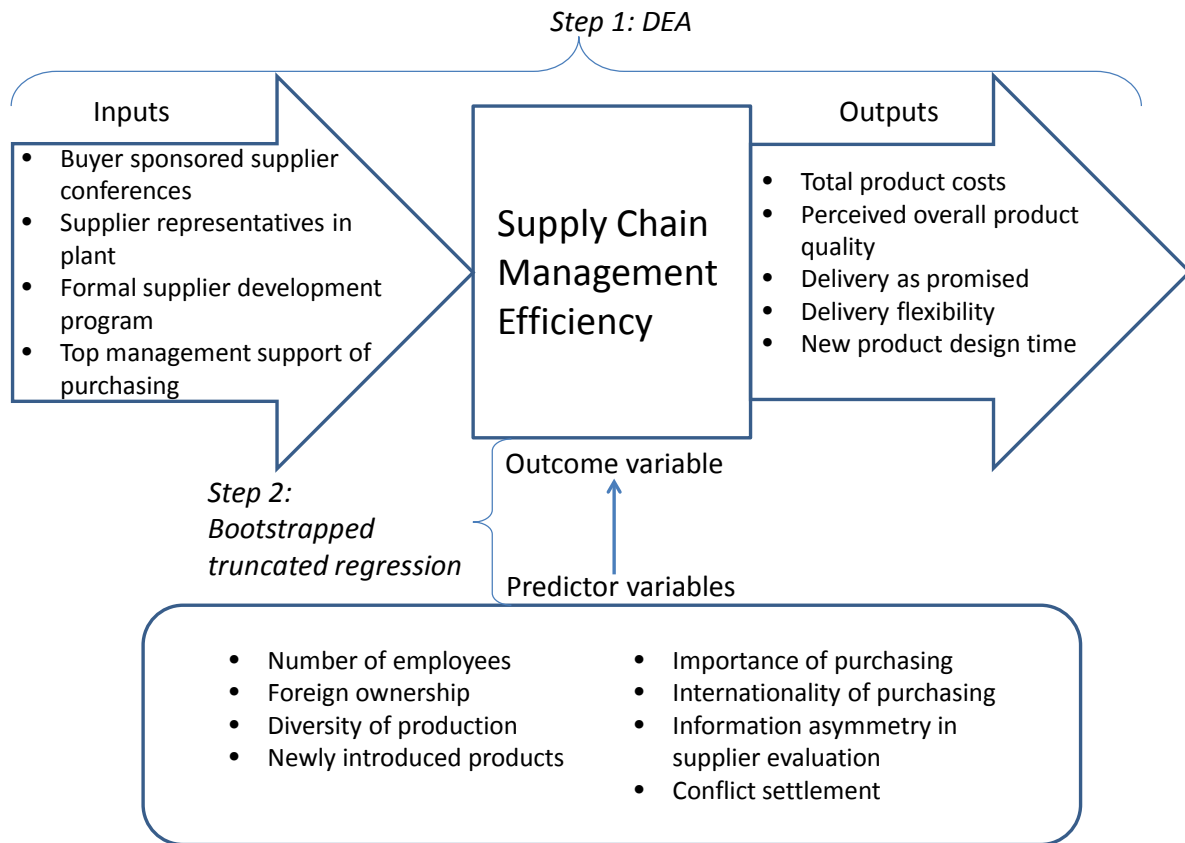 Step 1: DEA
Inputs
• Buyer sponsored supplier
conferences
• Supplier representatives in
plant
• Formal supplier development
program
• Top management support of
purchasing
Supply Chain
Management
Efficiency
Outputs
• Total product costs
• Perceived overall product
quality
• Delivery as promised
• Delivery flexibility
• New product design time
Outcome variable
Step 2:
Bootstrapped
truncated regression
Predictor variables
• Number of employees
• Foreign ownership
• Diversity of production
• Newly introduced products
• Importance of purchasing
• Internationality of purchasing
• Information asymmetry in
supplier evaluation
• Conflict settlement